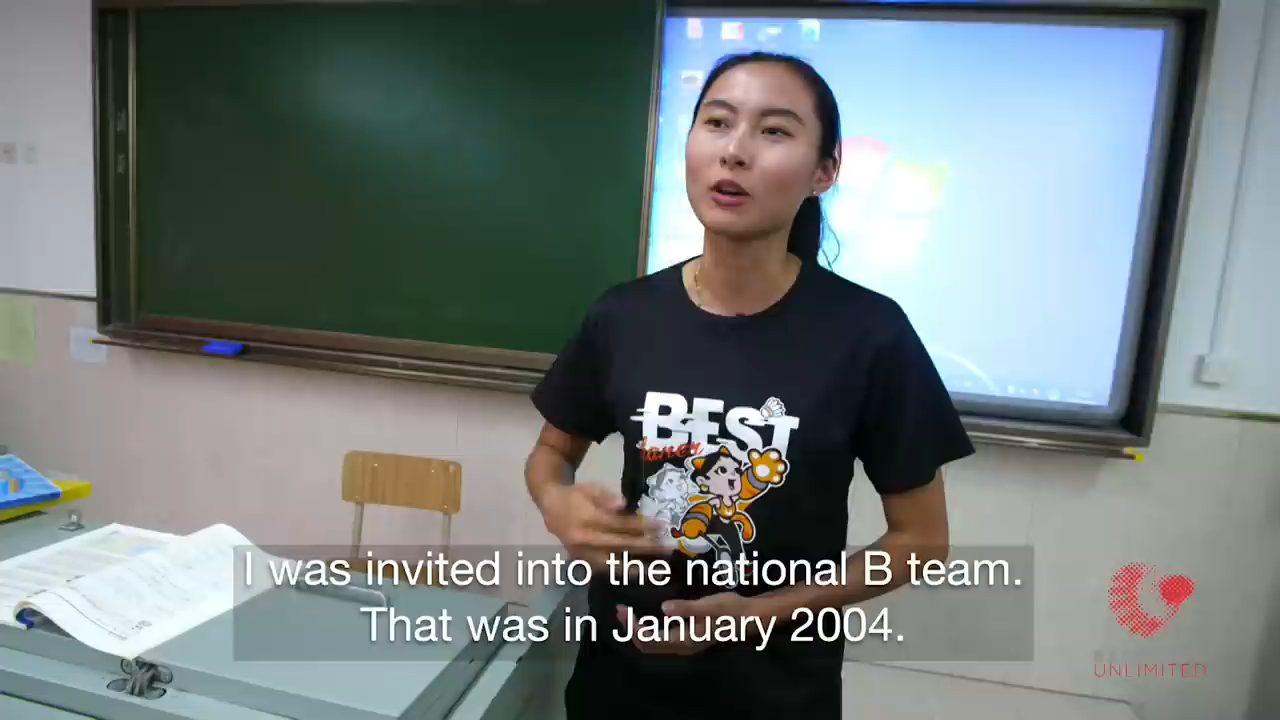 BEST
I was invited into the national B team.
That was in January 2004.
UNLIMITED